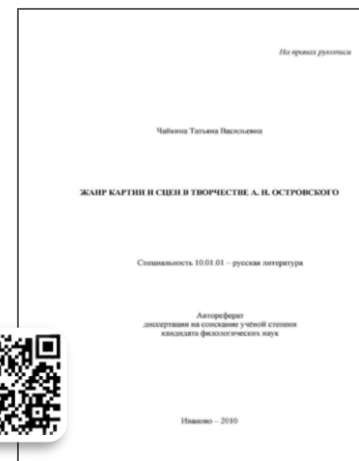 На правах рукописи
Чайкина Татьяна Васильевна
ЖАНР КАРТИН И СЦЕН В ТВОРЧЕСТВЕ А. Н. ОСТРОВСКОГО
Специальность 10.01.01 – русская литература
Автореферат
диссертации на соискание учёной степени
кандидата филологических наук
Иваново – 2010